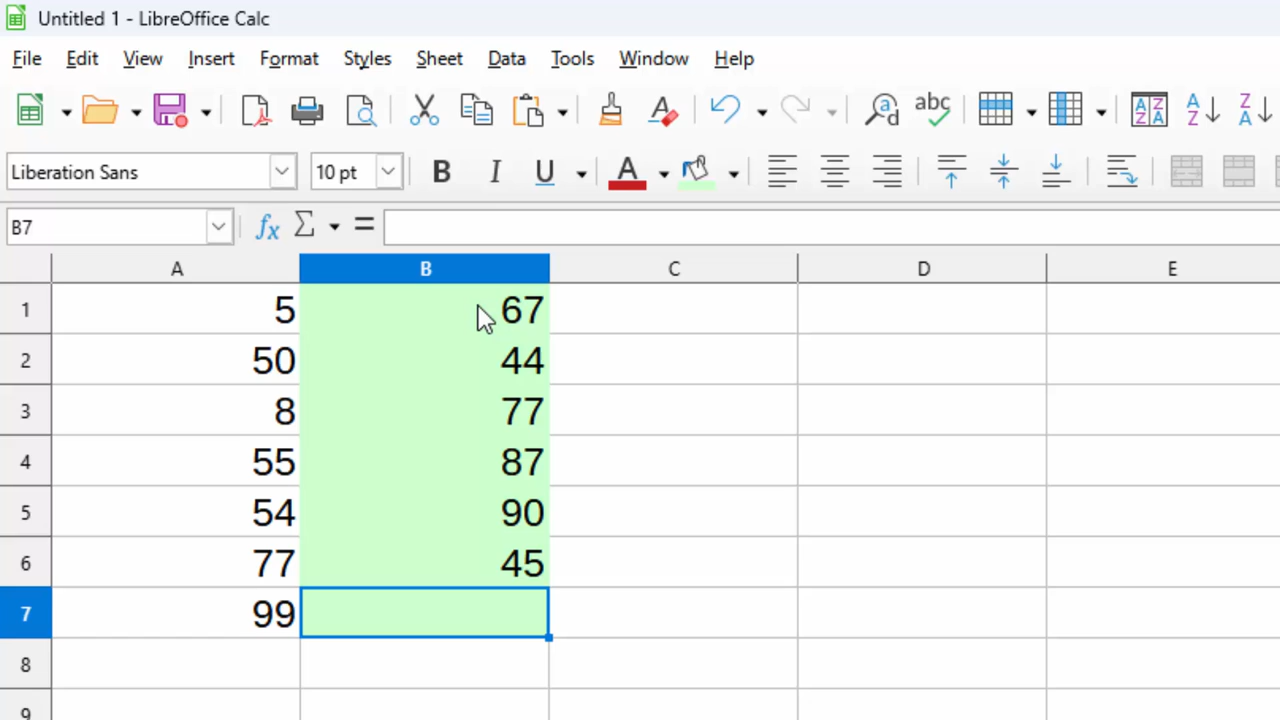 Untitled 1 - LibreOffice Calc
File Edit View Insert Format Styles Sheet Data Tools Window Help
Liberation Sans 10 pt B I U A
B7 fx Σ =
A B C D E
1 5 67
2 50 44
3 8 77
4 55 87
5 54 90
6 77 45
7 99
8
9